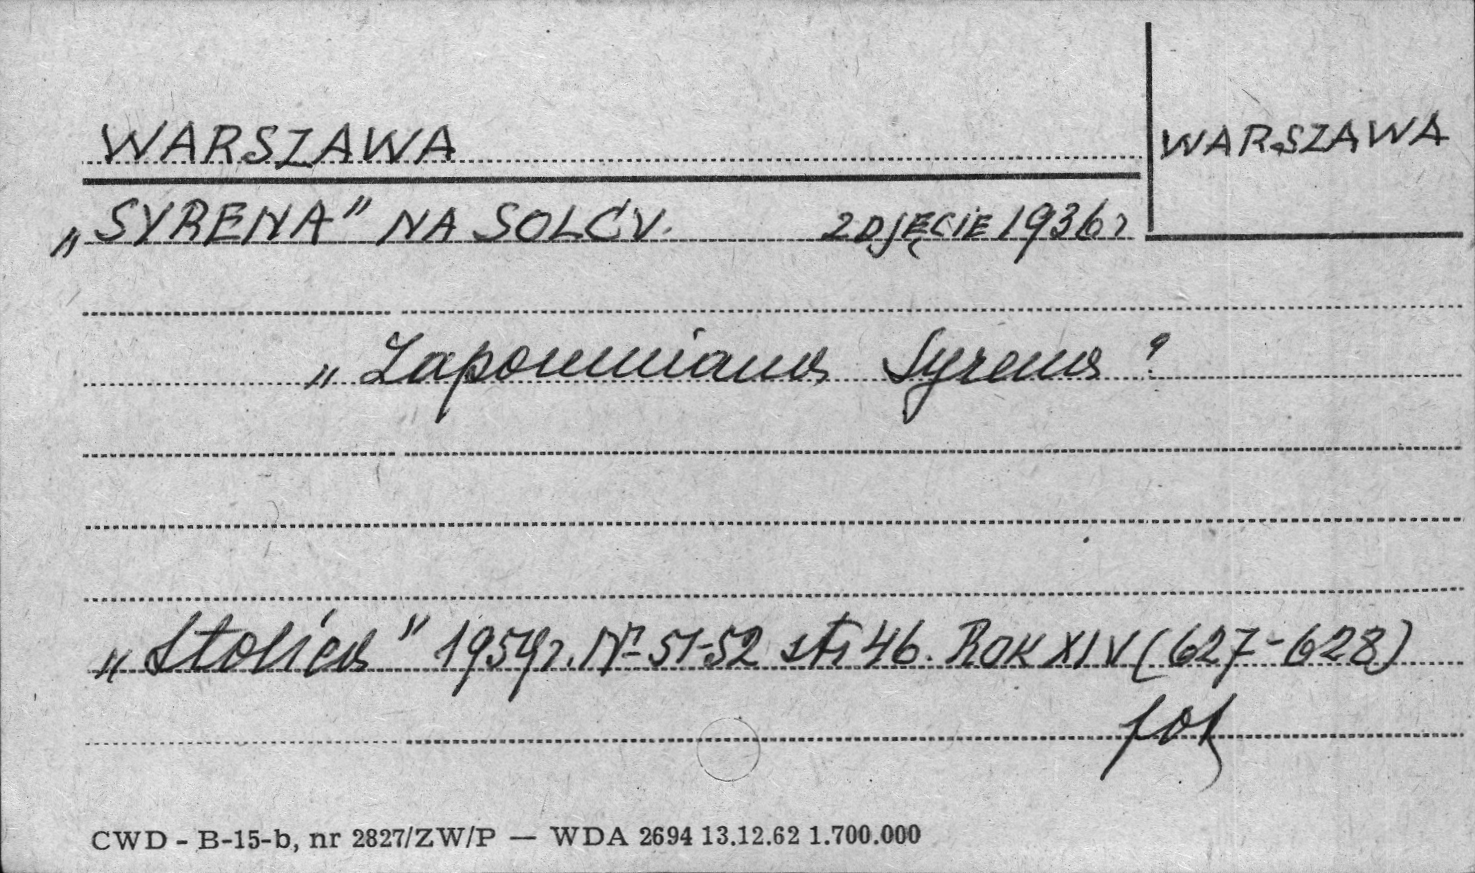 WARSZAWA
WARSZAWA
„SYRENA” NA SOLCU. ZDJĘCIE 1936 r
„Zapomniana Syrena?
„Stolica” 1959 r. Nr 51-52 str 46. ROK XIV (627-628)
fot
CWD - B-15-b, nr 2827/ZW/P — WDA 2694 13.12.62 1.700.000